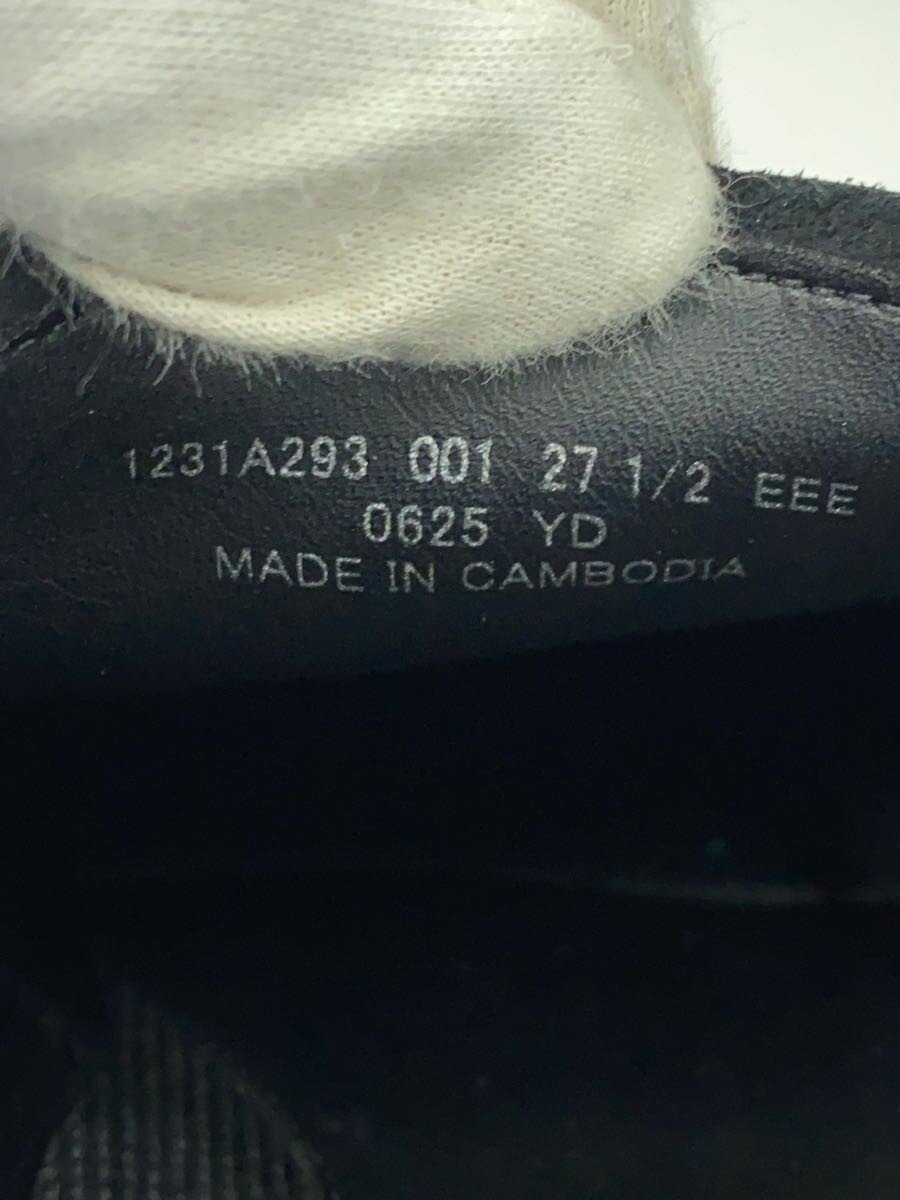 1231A293 001 27 1/2 EEE
0625 YD
MADE IN CAMBODIA